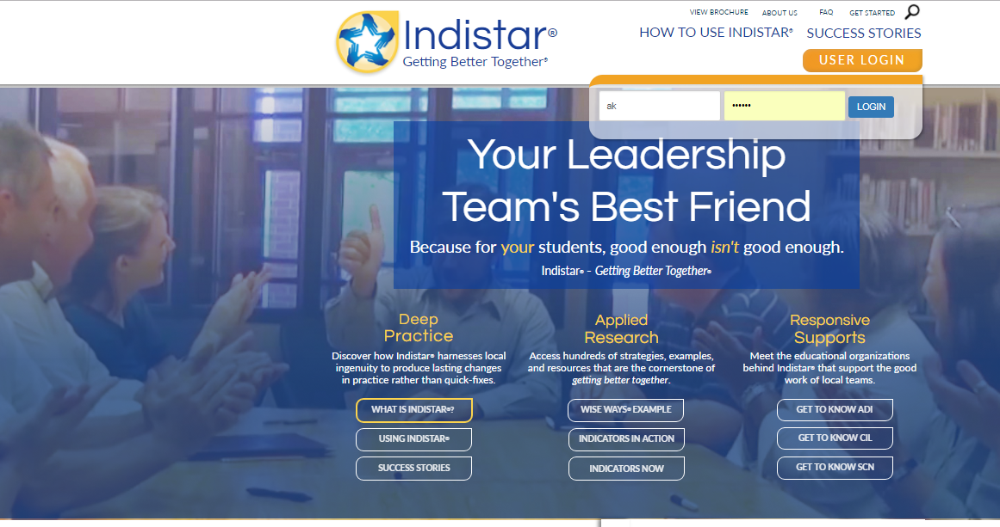 VIEW BROCHURE ABOUT US FAQ GET STARTED
Indistar®
Getting Better Together®
HOW TO USE INDISTAR® SUCCESS STORIES
USER LOGIN
ak •••••• LOGIN
Your Leadership
Team's Best Friend
Because for your students, good enough isn't good enough.
Indistar® - Getting Better Together®
Deep
Practice
Discover how Indistar® harnesses local
ingenuity to produce lasting changes
in practice rather than quick-fixes.
WHAT IS INDISTAR®?
USING INDISTAR®
SUCCESS STORIES
Applied
Research
Access hundreds of strategies, examples,
and resources that are the cornerstone of
getting better together.
WISE WAYS® EXAMPLE
INDICATORS IN ACTION
INDICATORS NOW
Responsive
Supports
Meet the educational organizations
behind Indistar® that support the good
work of local teams.
GET TO KNOW ADI
GET TO KNOW CIL
GET TO KNOW SCN